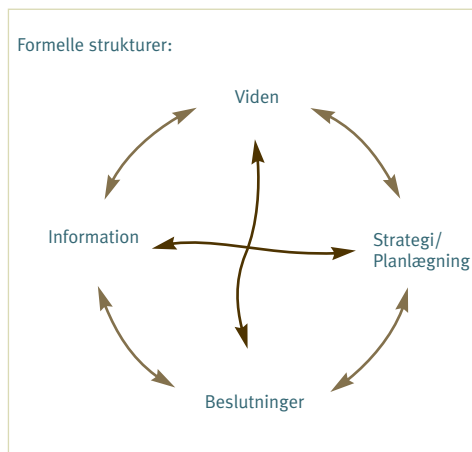 Formelle strukturer:
Viden
Information
Strategi/
Planlægning
Beslutninger